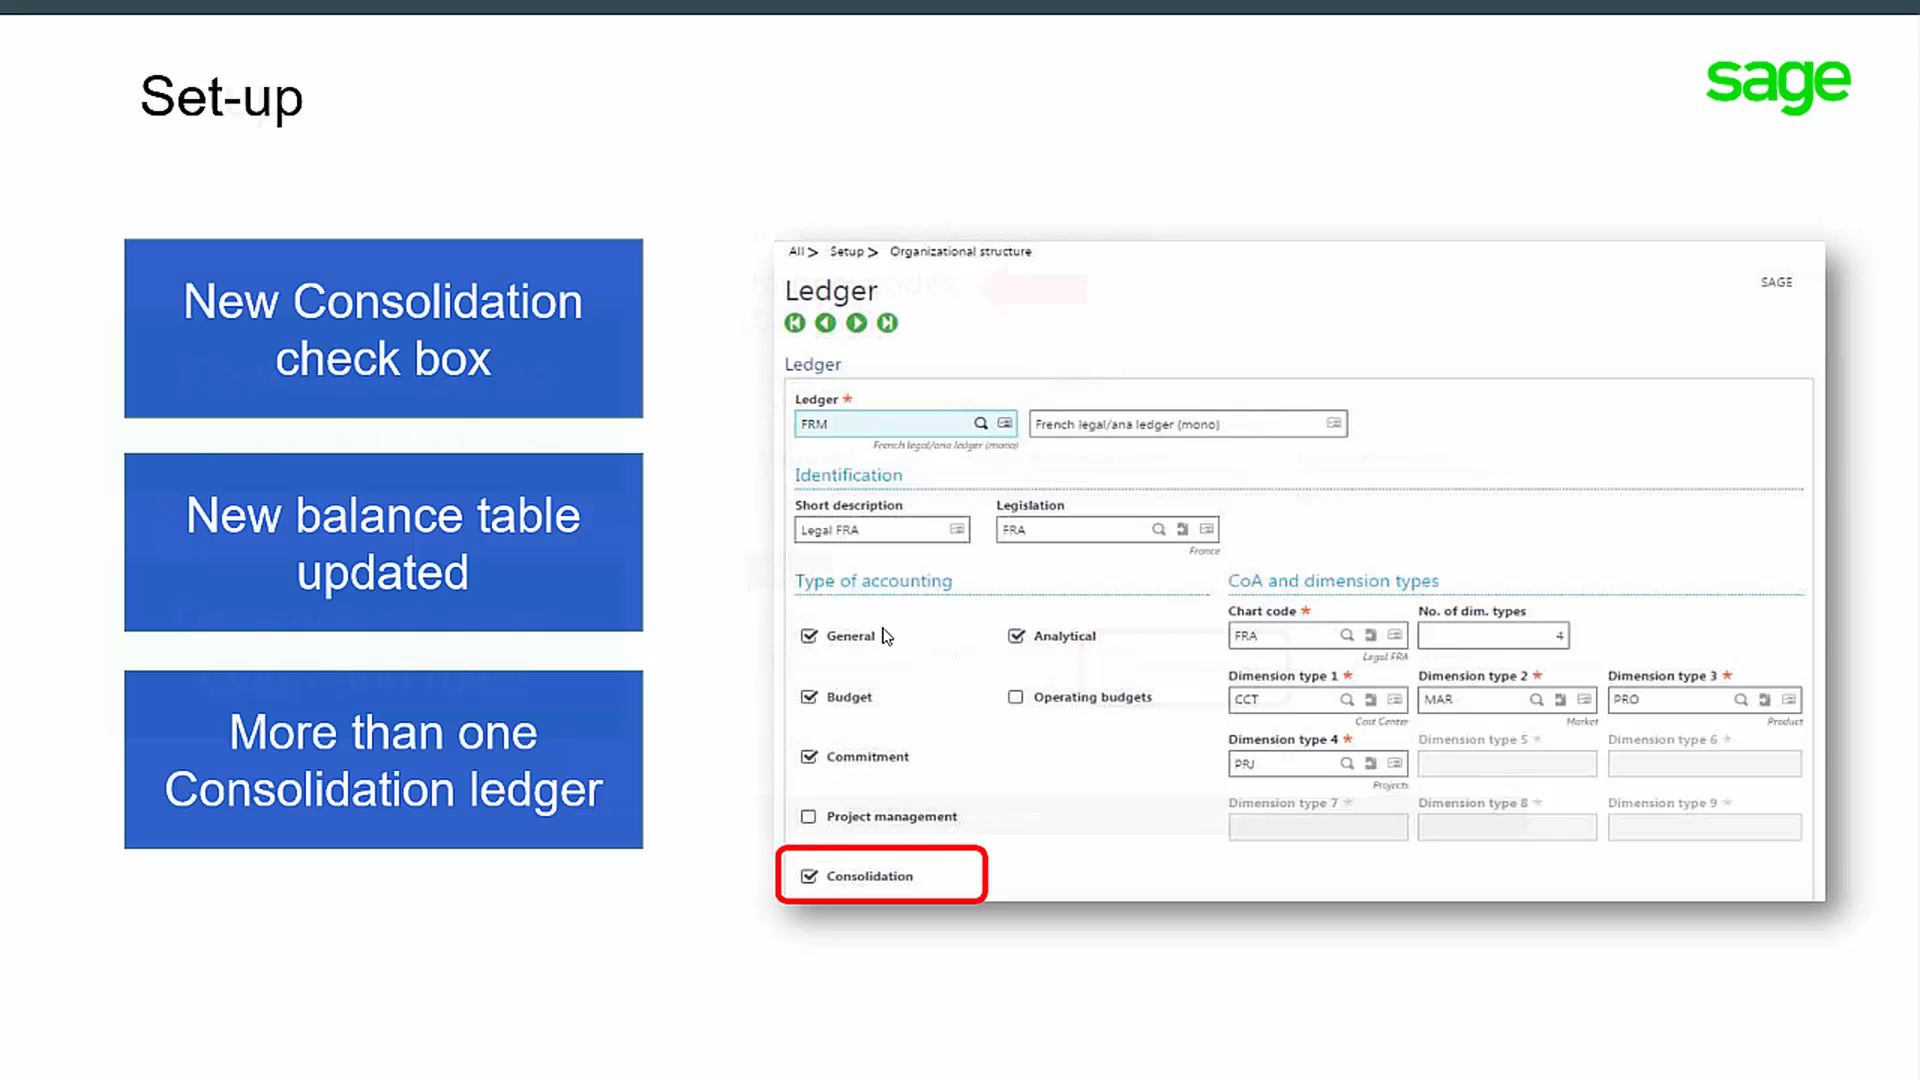 Set-up
sage
New Consolidation
check box
New balance table
updated
More than one
Consolidation ledger
All > Setup > Organizational structure
Ledger
SAGE
Ledger
Ledger *
FRM
French legal/ana ledger (mono)
French legal/ana ledger (mono)
Identification
Short description
Legislation
Legal FRA
FRA
France
Type of accounting
CoA and dimension types
Chart code *
No. of dim. types
General
Analytical
FRA
4
Legal FRA
Dimension type 1 *
Dimension type 2 *
Dimension type 3 *
Budget
Operating budgets
CCT
MAR
PRO
Cost Center
Market
Product
Dimension type 4 *
Dimension type 5 *
Dimension type 6 *
Commitment
PRJ
Projects
Dimension type 7 *
Dimension type 8 *
Dimension type 9 *
Project management
Consolidation